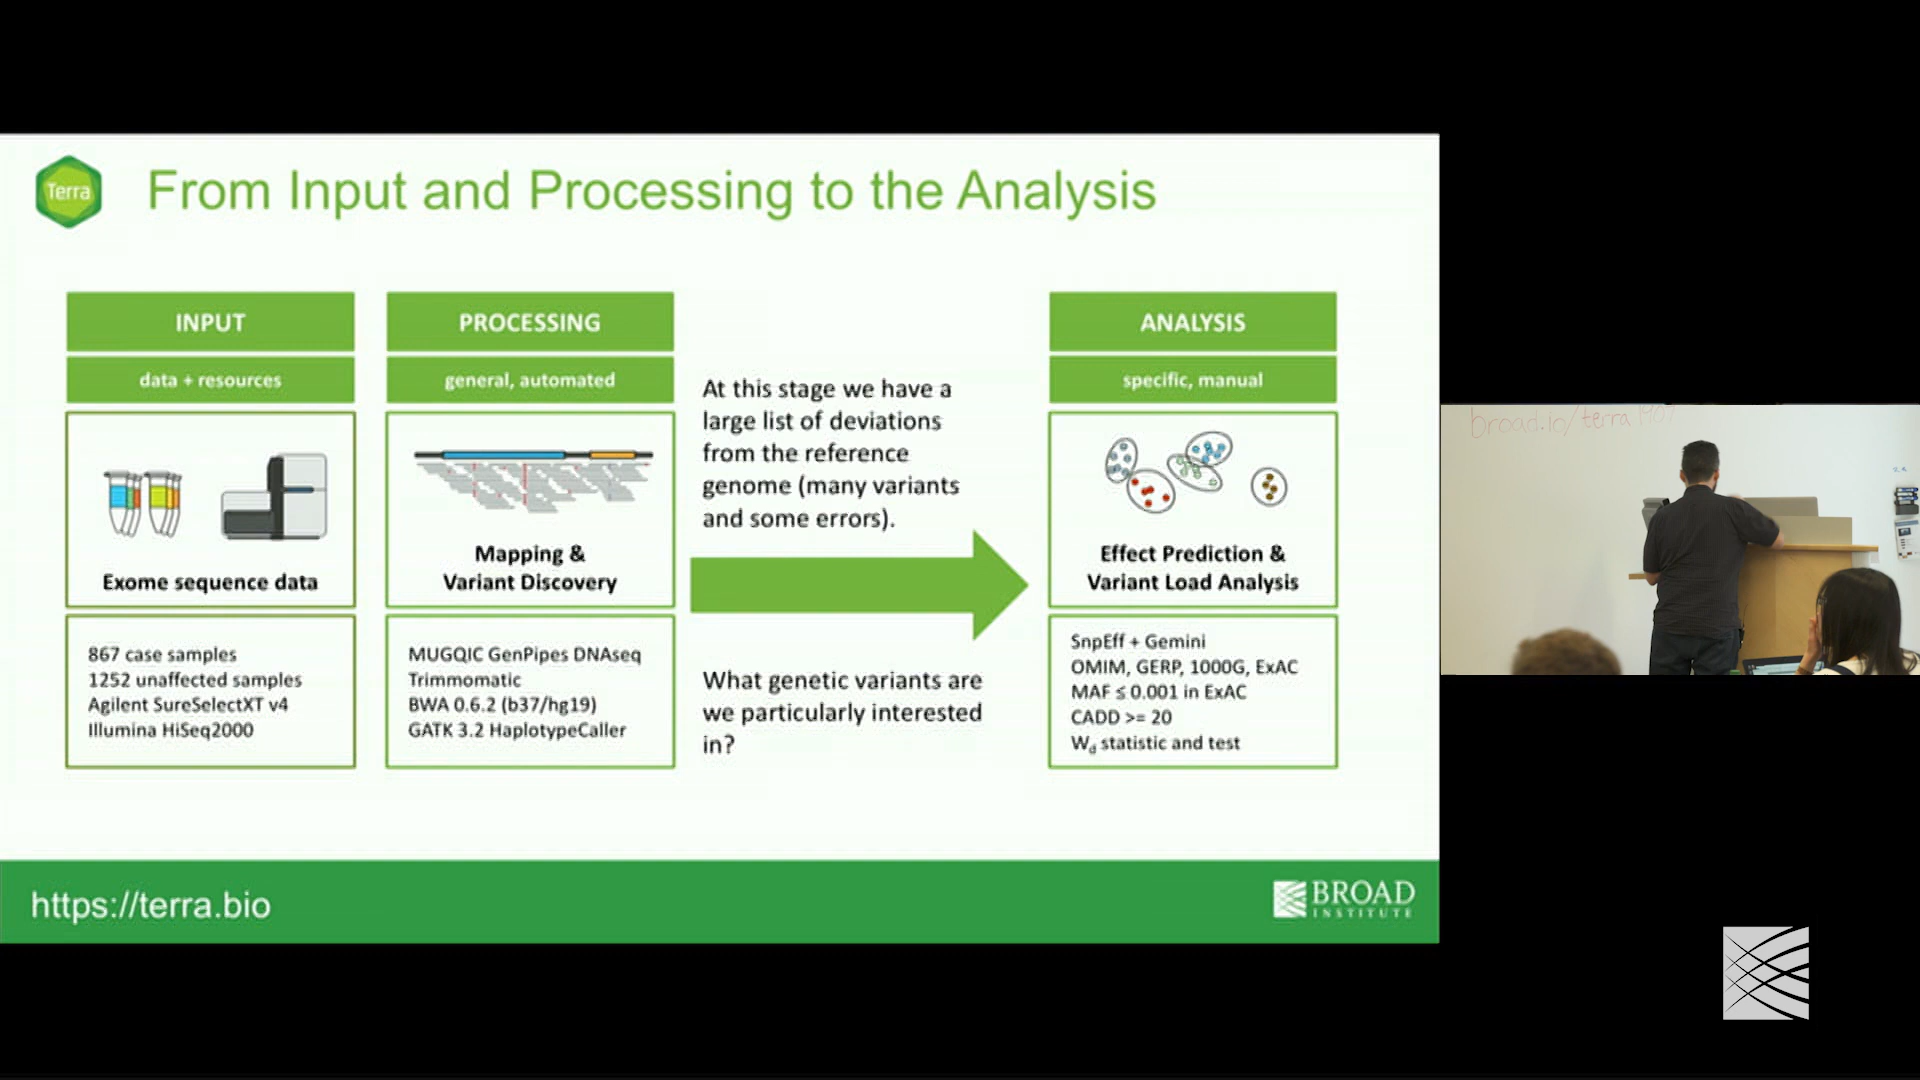 Terra
From Input and Processing to the Analysis
INPUT
data + resources
Exome sequence data
867 case samples
1252 unaffected samples
Agilent SureSelectXT v4
Illumina HiSeq2000
PROCESSING
general, automated
Mapping &
Variant Discovery
MUGQIC GenPipes DNAseq
Trimmomatic
BWA 0.6.2 (b37/hg19)
GATK 3.2 HaplotypeCaller
At this stage we have a
large list of deviations
from the reference
genome (many variants
and some errors).
What genetic variants are
we particularly interested
in?
ANALYSIS
specific, manual
Effect Prediction &
Variant Load Analysis
SnpEff + Gemini
OMIM, GERP, 1000G, ExAC
MAF ≤ 0.001 in ExAC
CADD >= 20
Wd statistic and test
https://terra.bio
BROAD
INSTITUTE
broad.io/terra1907